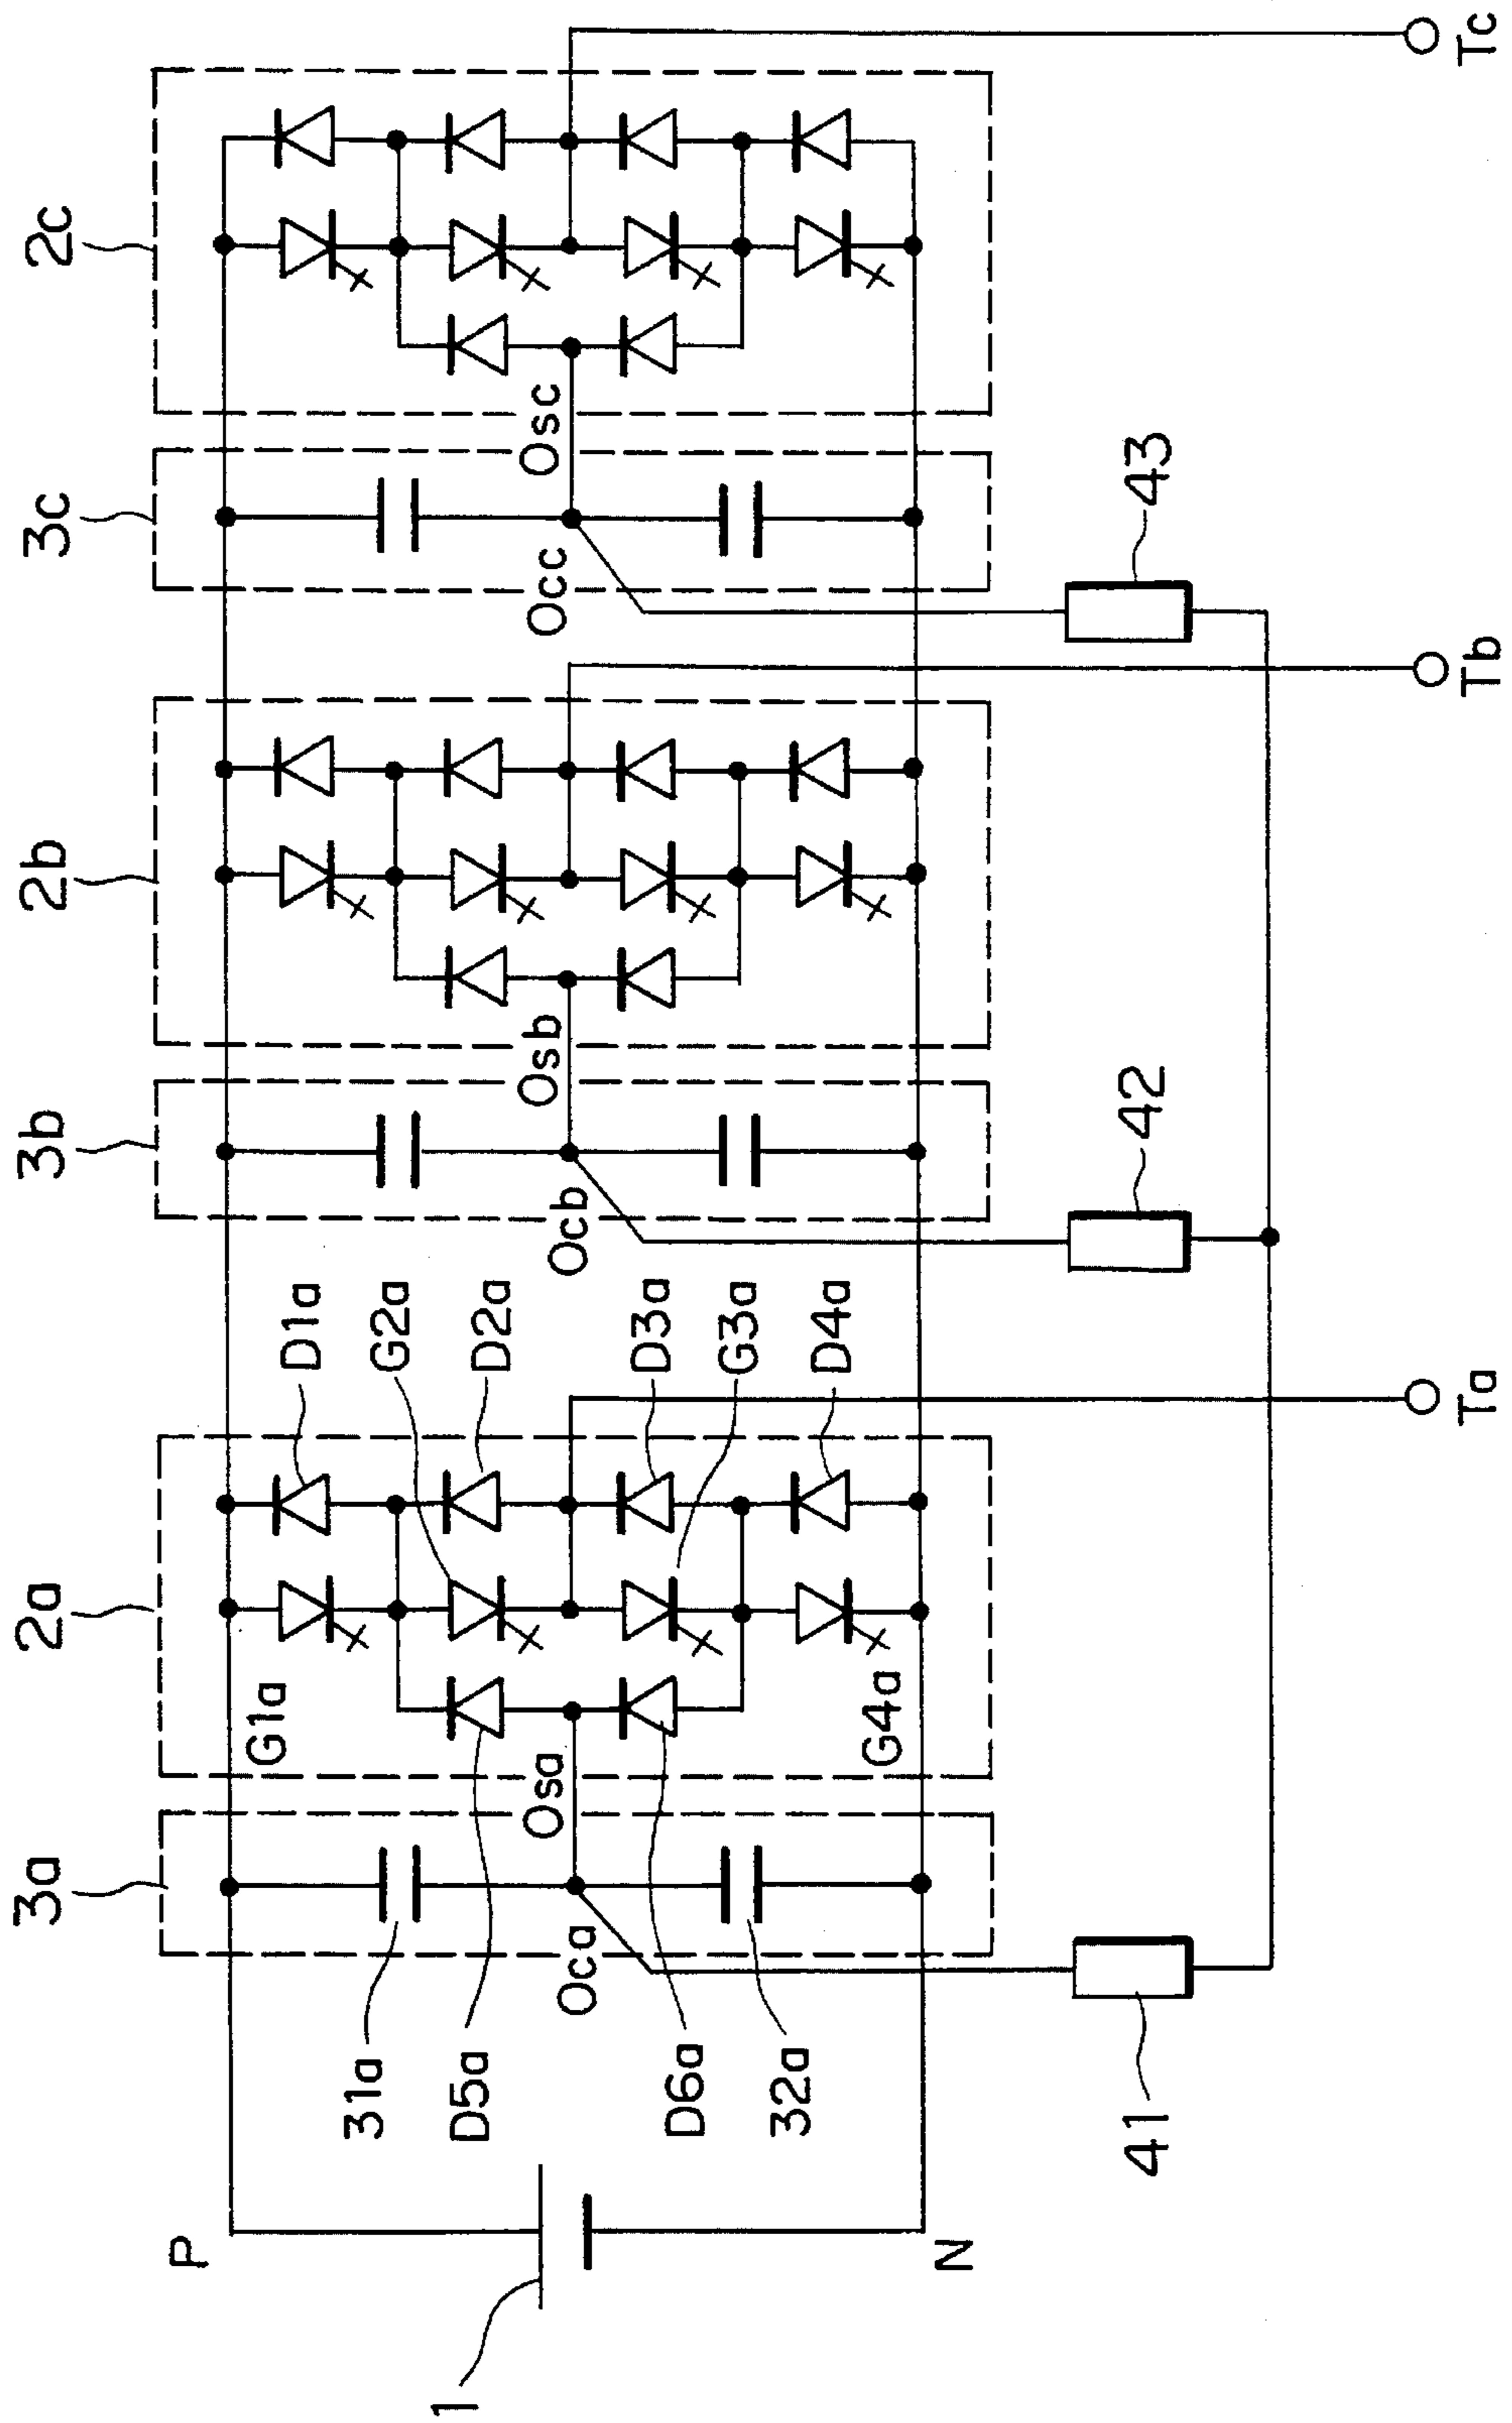 3a
2a
3b
2b
3c
2c
P
G1a
D1a
31a
G2a
D5a
D2a
Osa
Osb
Osc
Oca
Ocb
Occ
D3a
D6a
G3a
32a
D4a
G4a
N
1
41
42
43
Ta
Tb
Tc